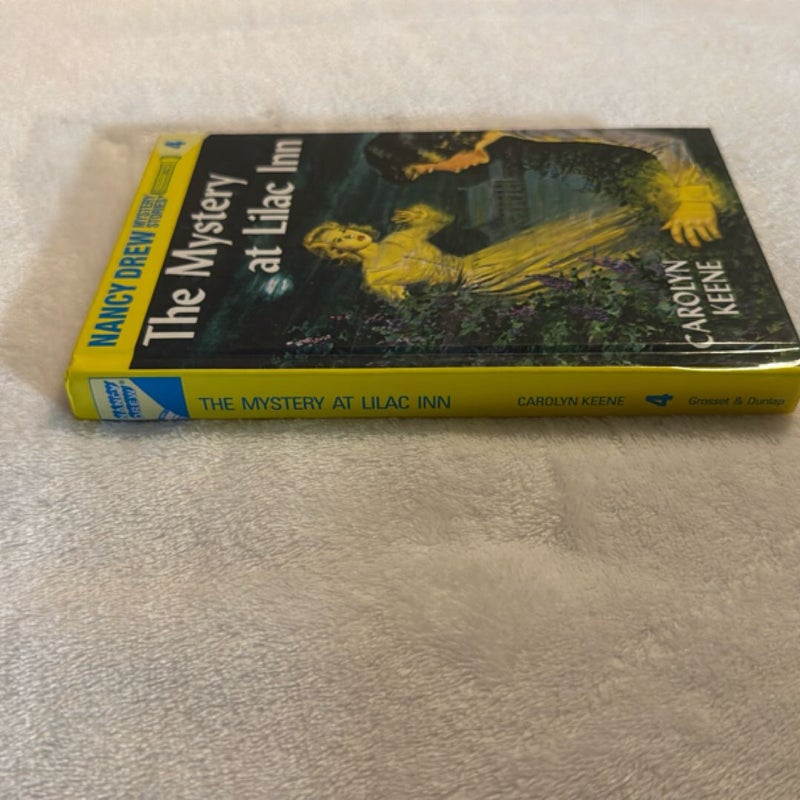 NANCY DREW
MYSTERY
STORIES
4
The Mystery
at Lilac Inn
CAROLYN
KEENE
NANCY
DREW
THE MYSTERY AT LILAC INN
CAROLYN KEENE
4
Grosset & Dunlap